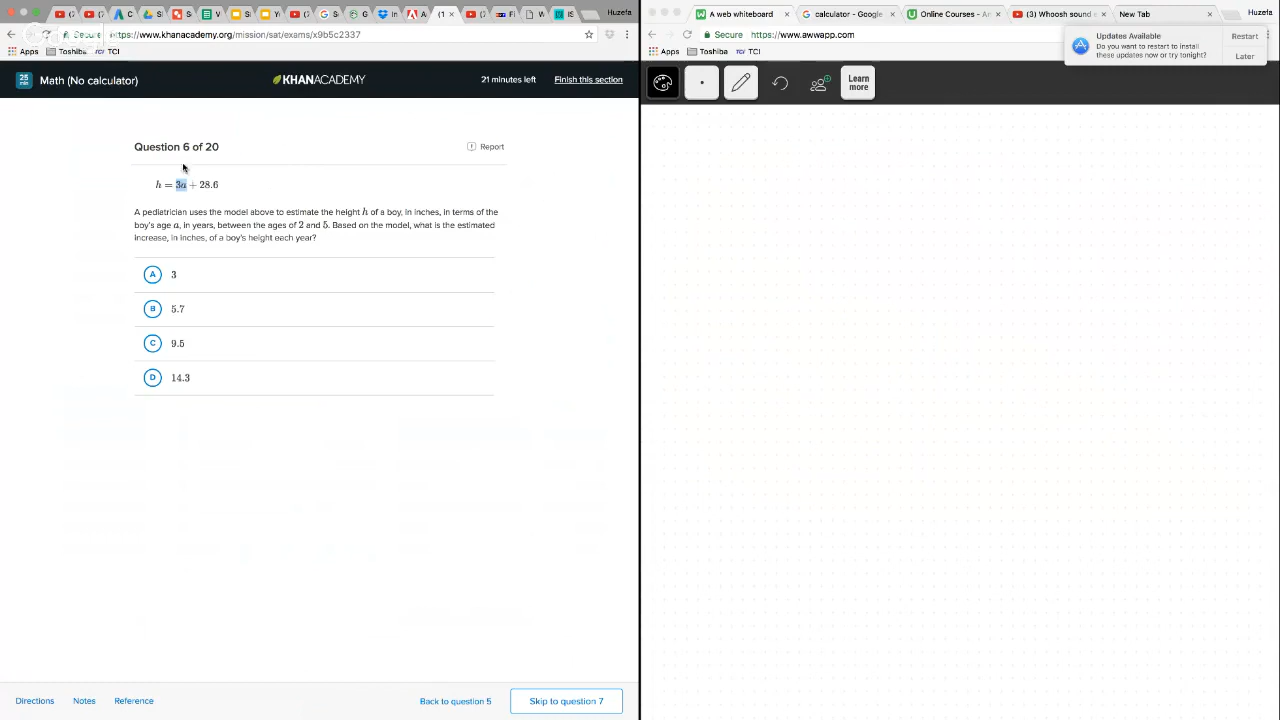 Huzefa
Secure https://www.khanacademy.org/mission/sat/exams/x9b5c2337
Apps Toshiba TCI
25 min Math (No calculator)
KHANACADEMY
21 minutes left
Finish this section
Question 6 of 20
Report
h = 3a + 28.6
A pediatrician uses the model above to estimate the height h of a boy, in inches, in terms of the
boy's age a, in years, between the ages of 2 and 5. Based on the model, what is the estimated
increase, in inches, of a boy's height each year?
A 3
B 5.7
C 9.5
D 14.3
Directions Notes Reference
Back to question 5
Skip to question 7
A web whiteboard
calculator - Google
Online Courses - An
(3) Whoosh sound e
New Tab
Huzefa
Secure https://www.awwapp.com
Apps Toshiba TCI
Updates Available
Do you want to restart to install
these updates now or try tonight?
Restart
Later
Learn
more